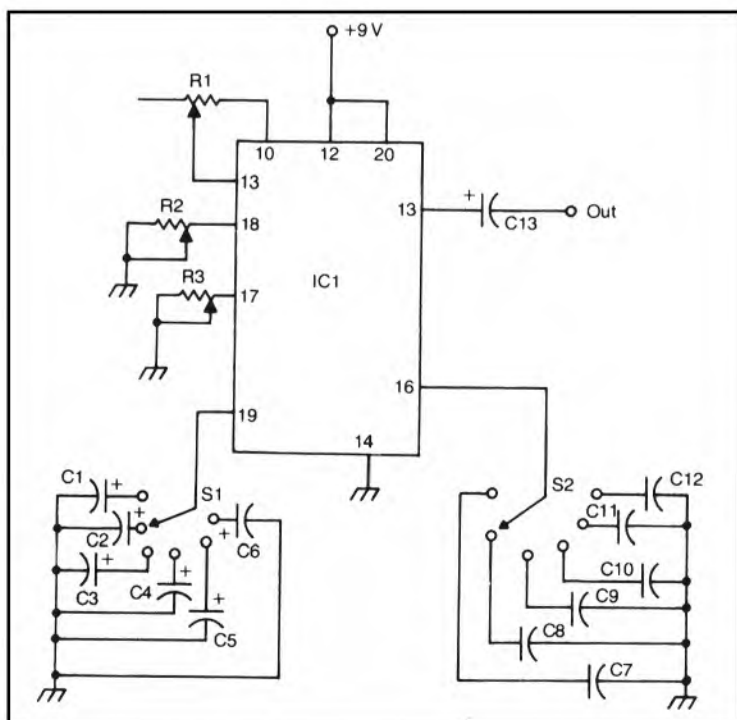 +9 V
R1
10 12 20
13
R2
18
13
+
C13
Out
R3
17
IC1
16
19
14
C1 +
S1
S2
C12
C2 +
+
C6
C11
C3 +
C10
C4 +
+
C9
C5
C8
C7